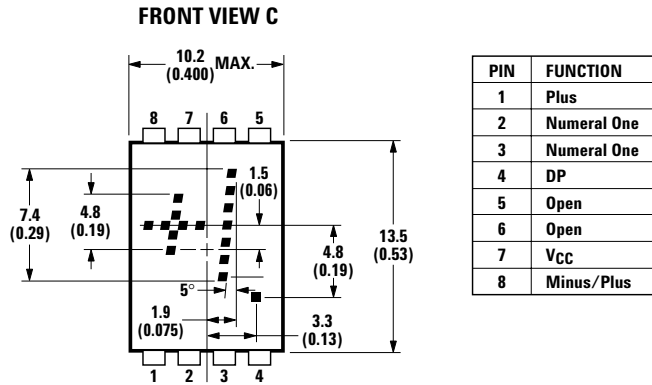 FRONT VIEW C
10.2
(0.400)
MAX.
8 7 6 5
1.5
(0.06)
7.4
(0.29)
4.8
(0.19)
4.8
(0.19)
13.5
(0.53)
5°
1.9
(0.075)
3.3
(0.13)
1 2 3 4
PIN FUNCTION
1 Plus
2 Numeral One
3 Numeral One
4 DP
5 Open
6 Open
7 VCC
8 Minus/Plus